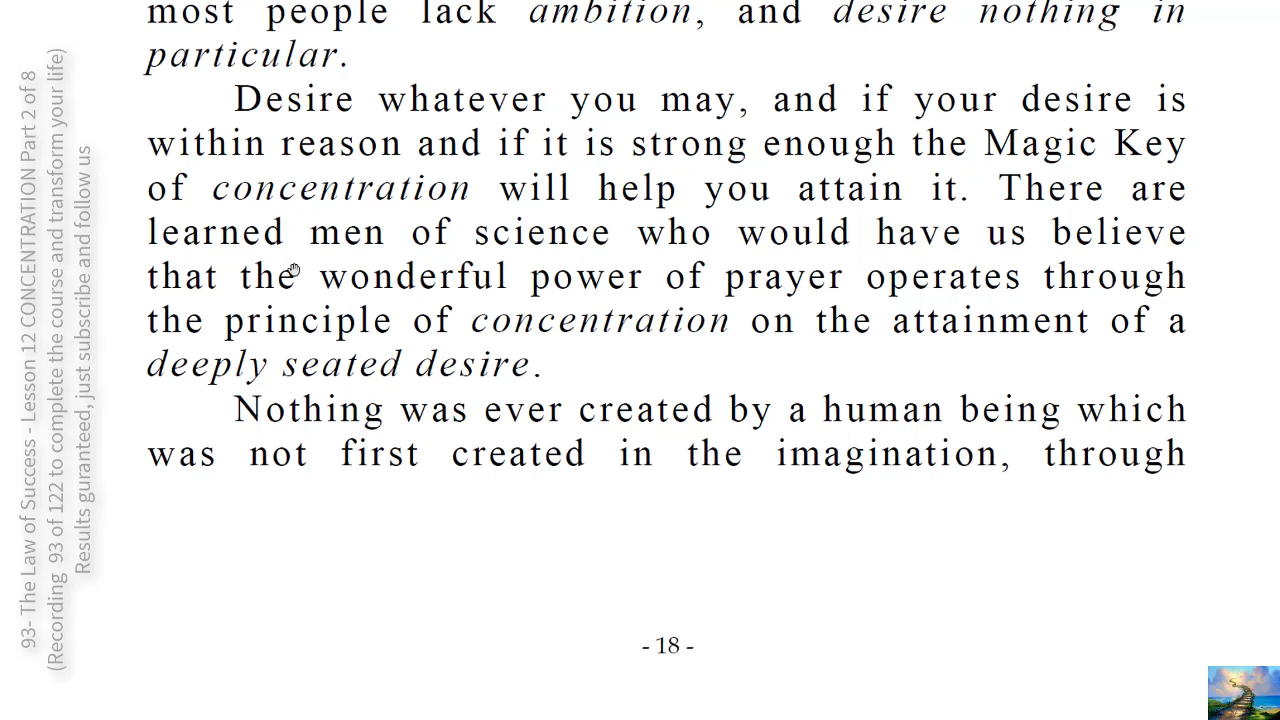 most people lack ambition, and desire nothing in
particular.
Desire whatever you may, and if your desire is
within reason and if it is strong enough the Magic Key
of concentration will help you attain it. There are
learned men of science who would have us believe
that the wonderful power of prayer operates through
the principle of concentration on the attainment of a
deeply seated desire.
Nothing was ever created by a human being which
was not first created in the imagination, through
- 18 -
93- The Law of Success - Lesson 12 CONCENTRATION Part 2 of 8
(Recording 93 of 122 to complete the course and transform your life)
Results guranteed, just subscribe and follow us